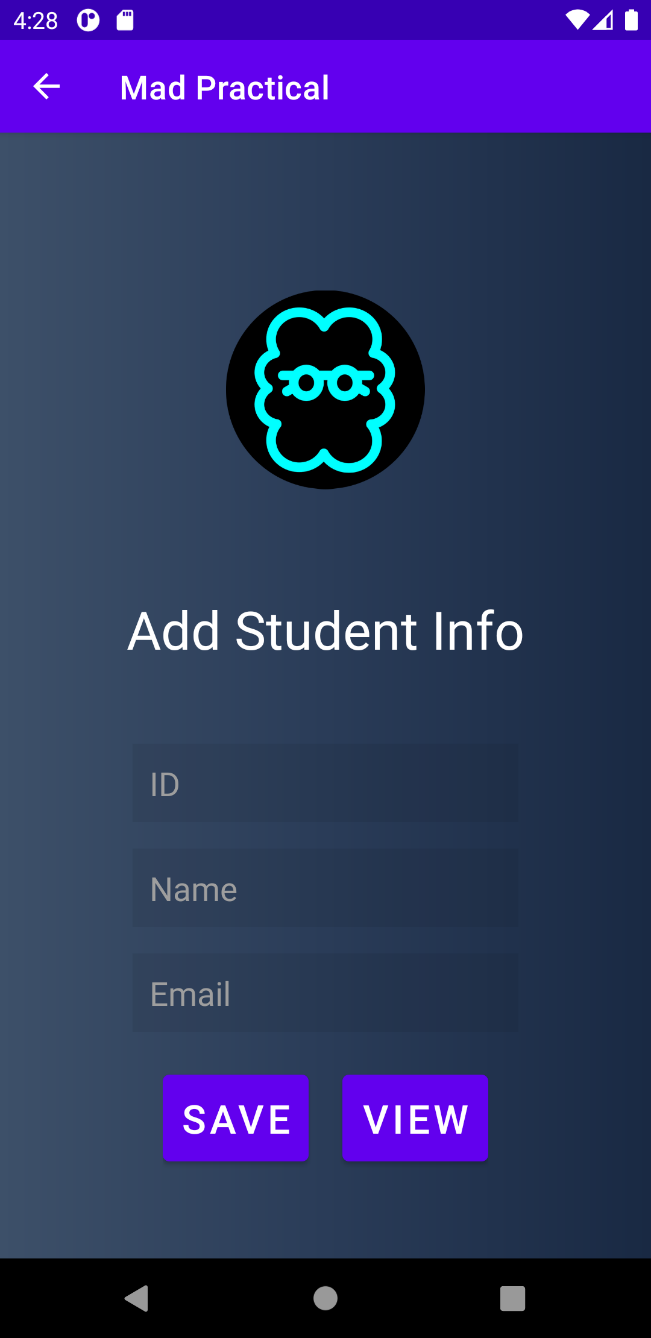 4:28
Mad Practical
Add Student Info
ID
Name
Email
SAVE VIEW